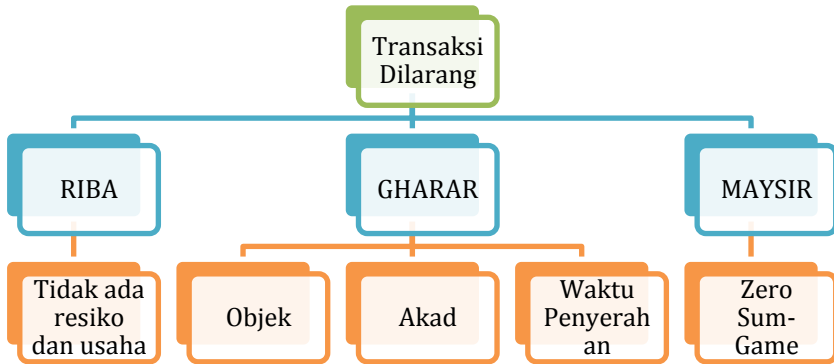 Transaksi
Dilarang
RIBA
GHARAR
MAYSIR
Tidak ada
resiko
dan usaha
Objek
Akad
Waktu
Penyerah
an
Zero
Sum-
Game